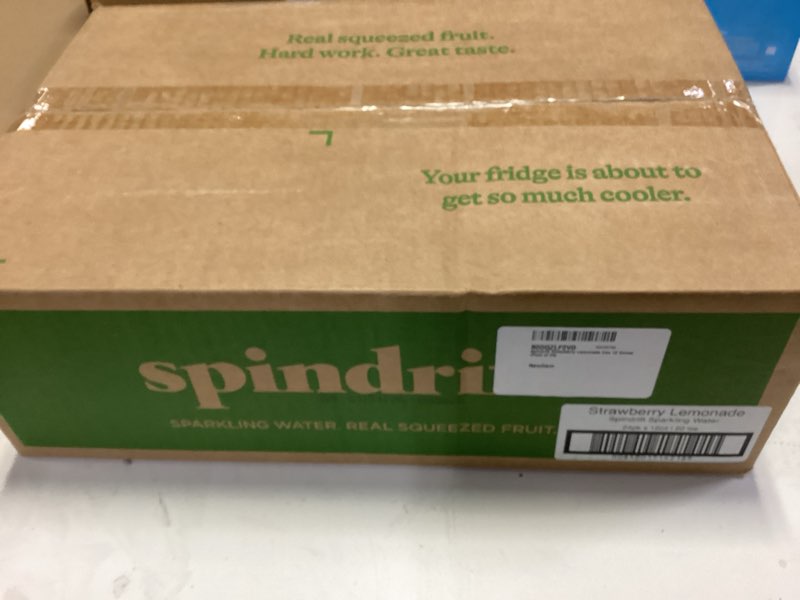 Real squeezed fruit.
Hard work. Great taste.
Your fridge is about to
get so much cooler.
spindri
SPARKLING WATER. REAL SQUEEZED FRUIT.
Strawberry Lemonade
Spindrift Sparkling Water